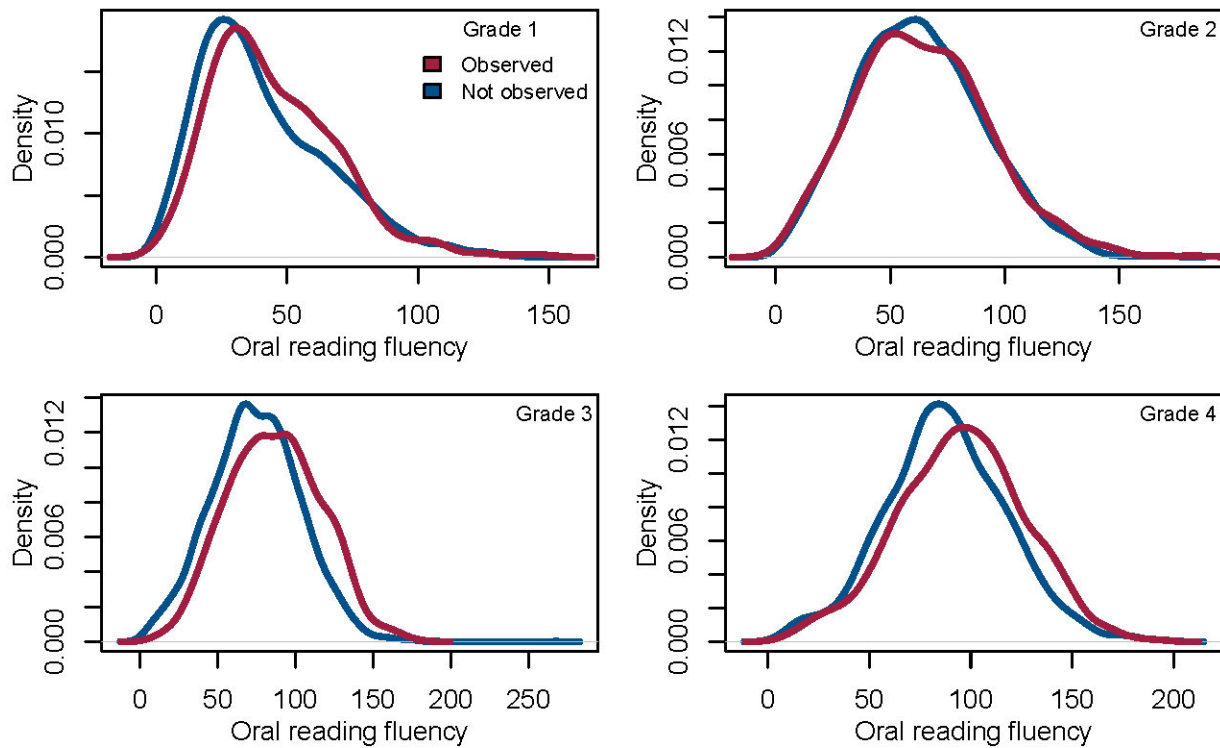 Grade 1
Observed
Not observed
Density
0.000
0.010
0
50
100
150
Oral reading fluency
Grade 2
Density
0.000
0.006
0.012
0
50
100
150
Oral reading fluency
Grade 3
Density
0.000
0.006
0.012
0
50
100
150
200
250
Oral reading fluency
Grade 4
Density
0.000
0.006
0.012
0
50
100
150
200
Oral reading fluency